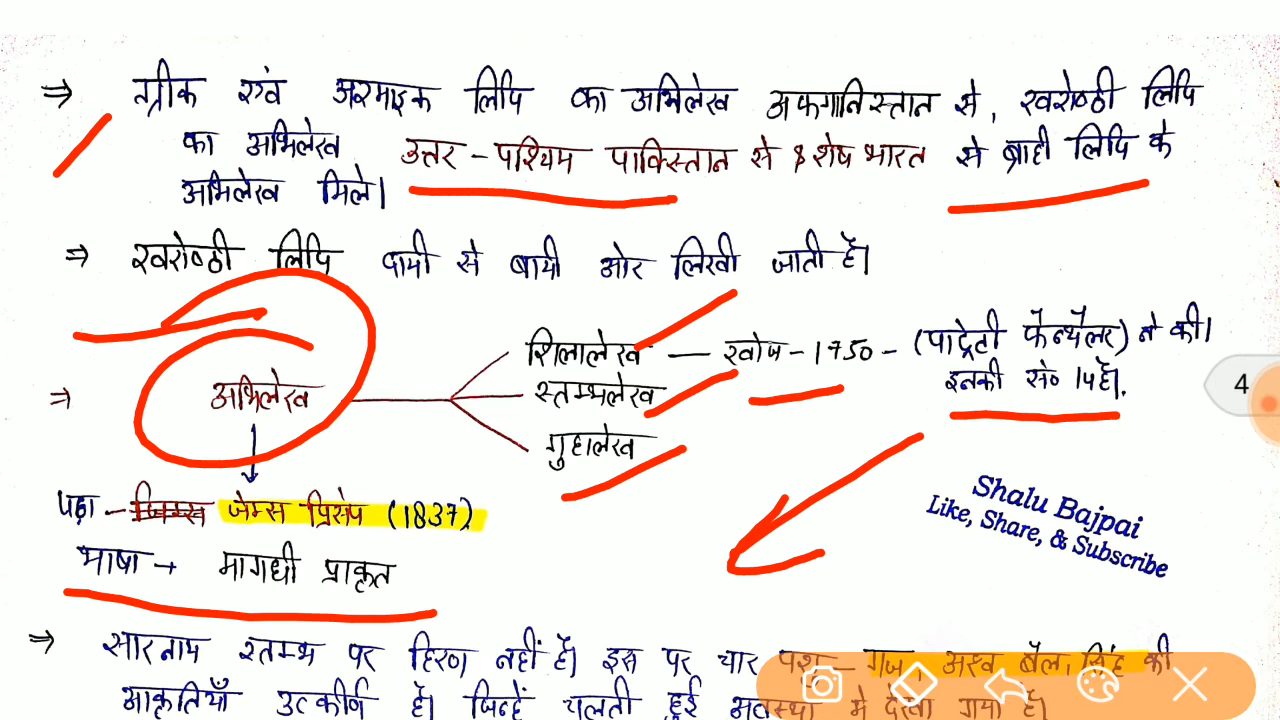 ⇒ ग्रीक एवं अरमाइक लिपि का अभिलेख अफगानिस्तान से, खरोष्ठी लिपि
का अभिलेख उत्तर - पश्चिम पाकिस्तान से & शेष भारत से ब्राह्मी लिपि के
अभिलेख मिले।
⇒ खरोष्ठी लिपि दायी से बायी ओर लिखी जाती है।
शिलालेख — खोज - 1750 - (पाद्रेटी फेन्थैलर) ने की।
इनकी सं० 14 है।
⇒ अभिलेख
स्तम्भलेख
गुहालेख
4
पढ़ा - जेम्स प्रिंसेप (1837)
भाषा → मागधी प्राकृत
Shalu Bajpai
Like, Share, & Subscribe
⇒ सारनाथ स्तम्भ पर हिरण नहीं है। इस पर चार पशु - गज, अश्व, बैल, सिंह की
आकृतियाँ उत्कीर्ण है। जिन्हें चलती हुई अवस्था मे देखा गया है।